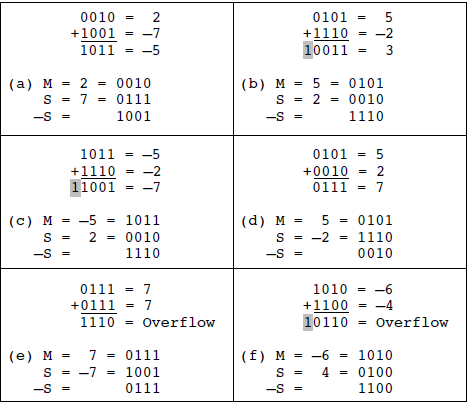 0010 = 2
+1001 = –7
1011 = –5
(a) M = 2 = 0010
S = 7 = 0111
–S = 1001
0101 = 5
+1110 = –2
10011 = 3
(b) M = 5 = 0101
S = 2 = 0010
–S = 1110
1011 = –5
+1110 = –2
11001 = –7
(c) M = –5 = 1011
S = 2 = 0010
–S = 1110
0101 = 5
+0010 = 2
0111 = 7
(d) M = 5 = 0101
S = –2 = 1110
–S = 0010
0111 = 7
+0111 = 7
1110 = Overflow
(e) M = 7 = 0111
S = –7 = 1001
–S = 0111
1010 = –6
+1100 = –4
10110 = Overflow
(f) M = –6 = 1010
S = 4 = 0100
–S = 1100